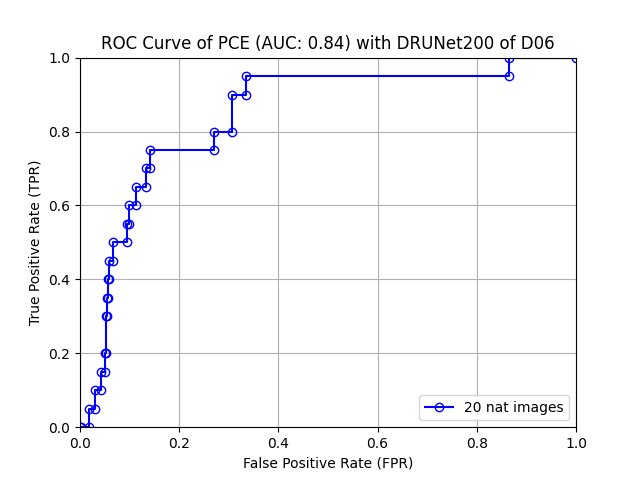 ROC Curve of PCE (AUC: 0.84) with DRUNet200 of D06
1.0
0.8
0.6
0.4
0.2
0.0
True Positive Rate (TPR)
20 nat images
0.0 0.2 0.4 0.6 0.8 1.0
False Positive Rate (FPR)